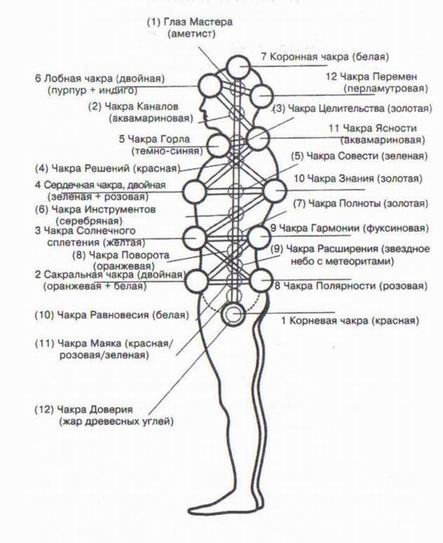 (1) Глаз Мастера
(аметист)
7 Коронная чакра (белая)
6 Лобная чакра (двойная)
(пурпур + индиго)
12 Чакра Перемен
(перламутровая)
(2) Чакра Каналов
(аквамариновая)
(3) Чакра Целительства (золотая)
5 Чакра Горла
(темно-синяя)
11 Чакра Ясности
(аквамариновая)
(4) Чакра Решений (красная)
(5) Чакра Совести (зеленая)
4 Сердечная чакра, двойная
(зеленая + розовая)
10 Чакра Знания (золотая)
(6) Чакра Инструментов
(серебряная)
(7) Чакра Полноты (золотая)
3 Чакра Солнечного
сплетения (желтая)
9 Чакра Гармонии (фуксиновая)
(8) Чакра Поворота
(оранжевая)
(9) Чакра Расширения (звездное
небо с метеоритами)
2 Сакральная чакра (двойная)
(оранжевая + белая)
8 Чакра Полярности (розовая)
(10) Чакра Равновесия (белая)
1 Корневая чакра (красная)
(11) Чакра Маяка (красная/
розовая/зеленая)
(12) Чакра Доверия
(жар древесных углей)